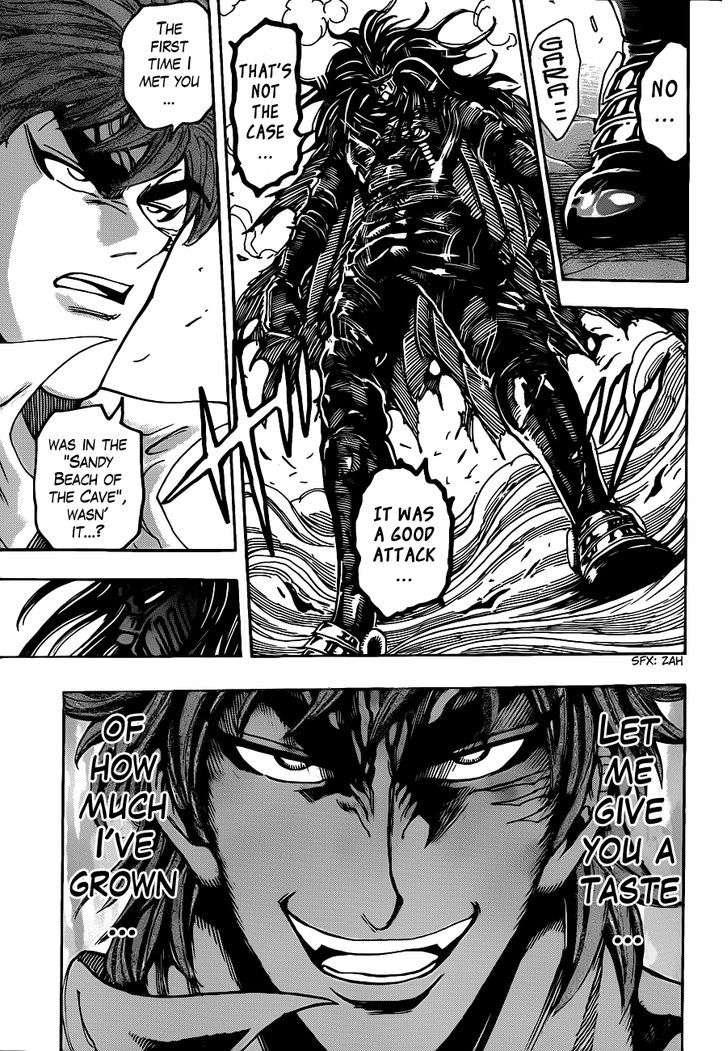 NO
...
GARA
THAT'S
NOT
THE
CASE
...
IT WAS
A GOOD
ATTACK
...
SFX: ZAH
THE
FIRST
TIME I
MET YOU
...
WAS IN THE
"SANDY
BEACH OF
THE CAVE",
WASN'
IT...?
LET
ME
GIVE
YOU A
TASTE
...
OF
HOW
MUCH
I'VE
GROWN
...